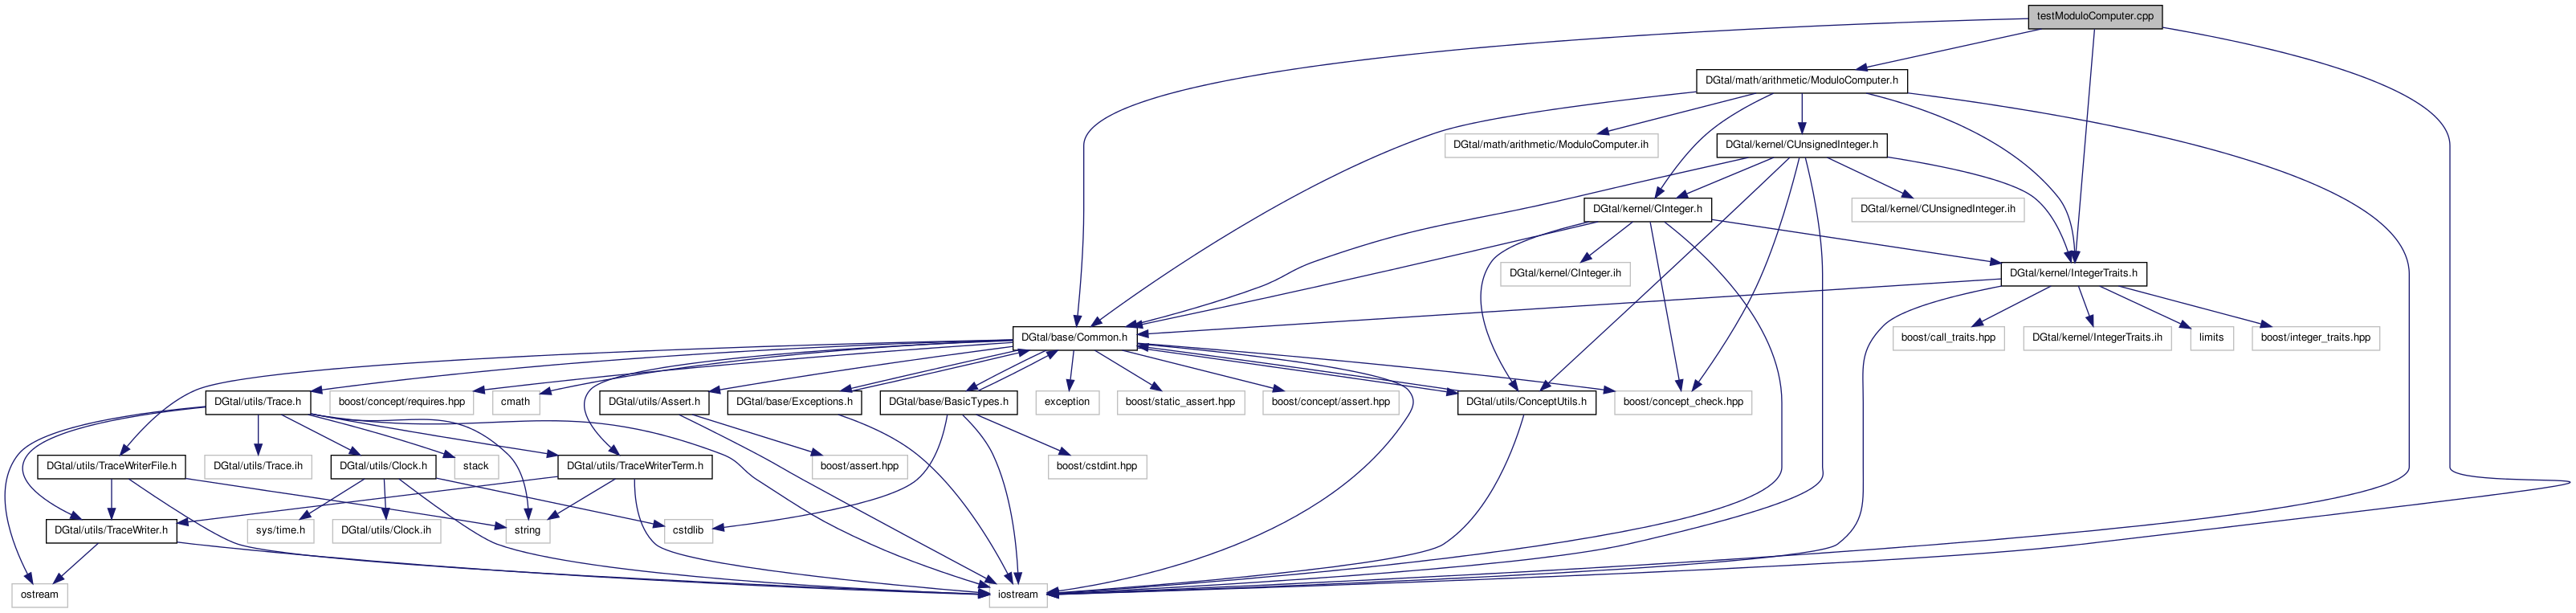 testModuloComputer.cpp
DGtal/math/arithmetic/ModuloComputer.h
DGtal/math/arithmetic/ModuloComputer.ih
DGtal/kernel/CUnsignedInteger.h
DGtal/kernel/CInteger.h
DGtal/kernel/CUnsignedInteger.ih
DGtal/kernel/CInteger.ih
DGtal/kernel/IntegerTraits.h
DGtal/base/Common.h
boost/call_traits.hpp
DGtal/kernel/IntegerTraits.ih
limits
boost/integer_traits.hpp
DGtal/utils/Trace.h
boost/concept/requires.hpp
cmath
DGtal/utils/Assert.h
DGtal/base/Exceptions.h
DGtal/base/BasicTypes.h
exception
boost/static_assert.hpp
boost/concept/assert.hpp
DGtal/utils/ConceptUtils.h
boost/concept_check.hpp
DGtal/utils/TraceWriterFile.h
DGtal/utils/Trace.ih
DGtal/utils/Clock.h
stack
DGtal/utils/TraceWriterTerm.h
boost/assert.hpp
boost/cstdint.hpp
DGtal/utils/TraceWriter.h
sys/time.h
DGtal/utils/Clock.ih
string
cstdlib
ostream
iostream